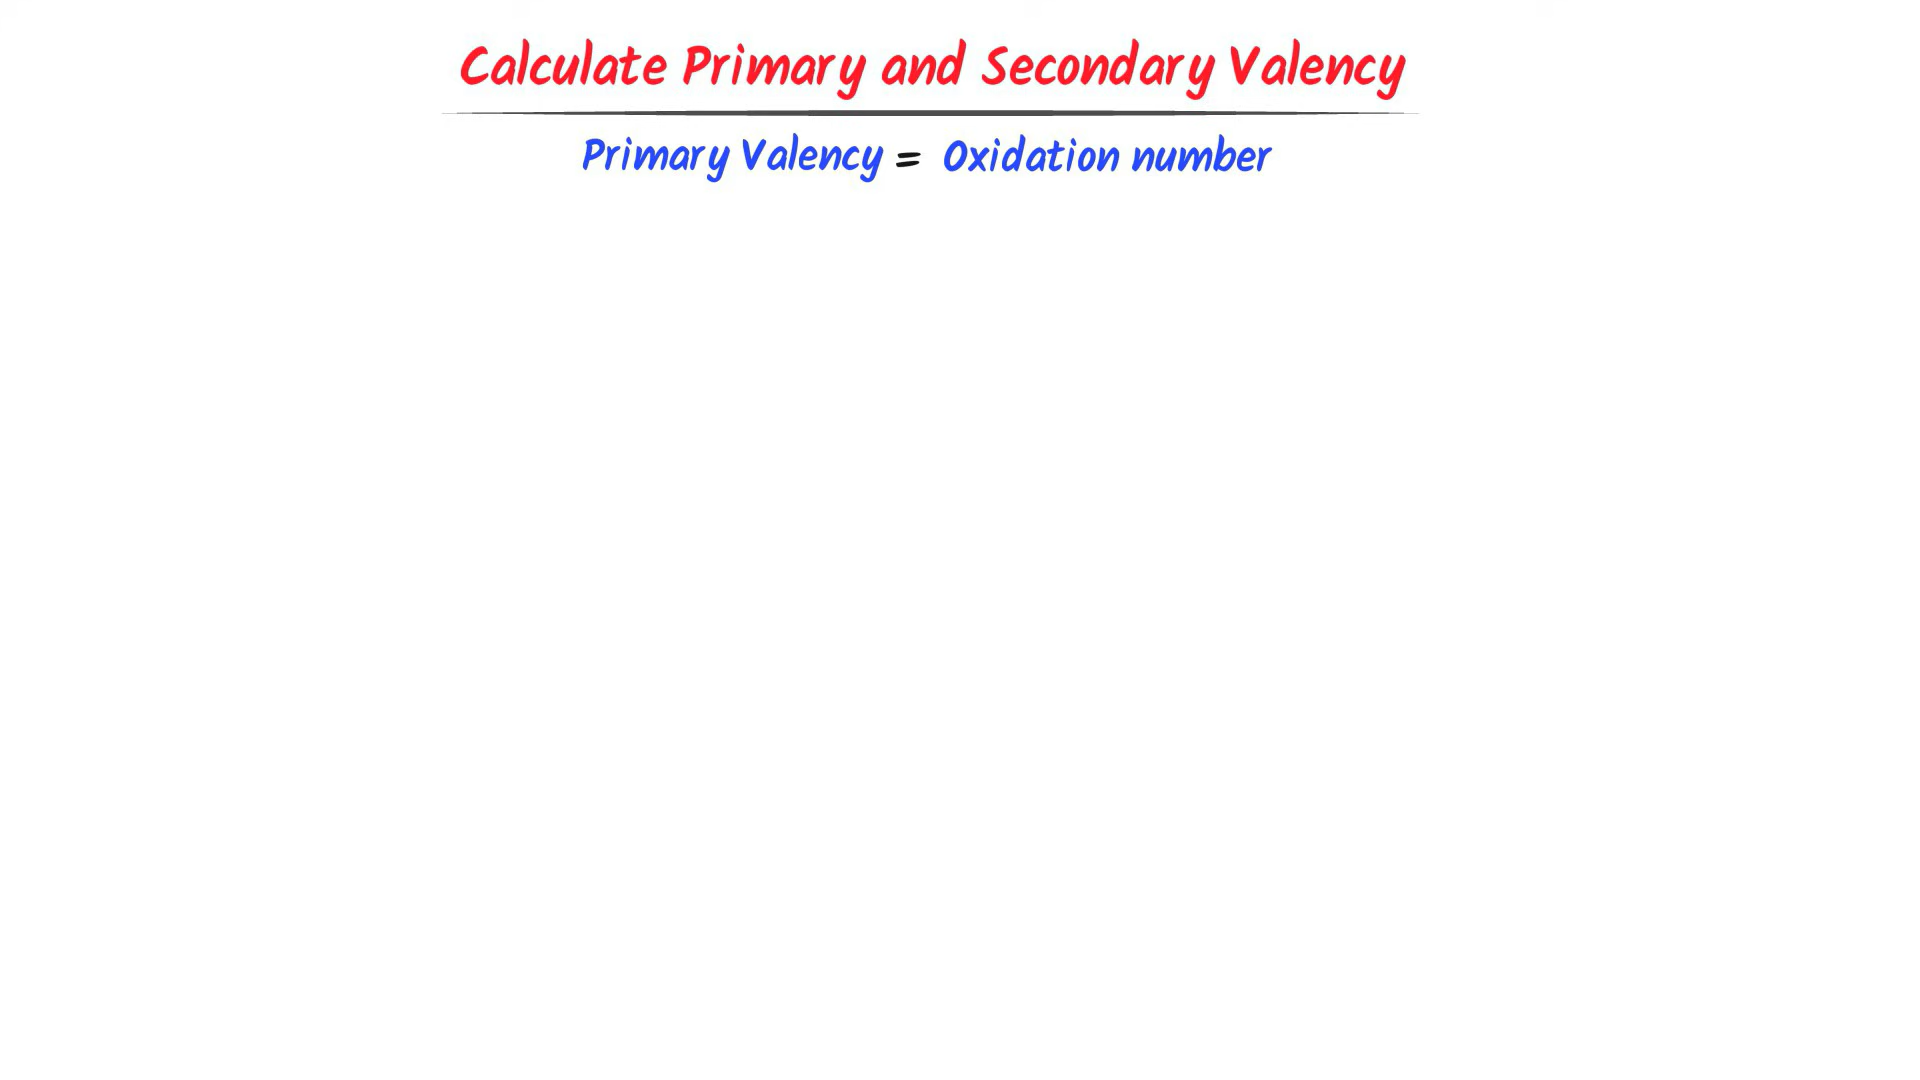 Calculate Primary and Secondary Valency
Primary Valency = Oxidation number